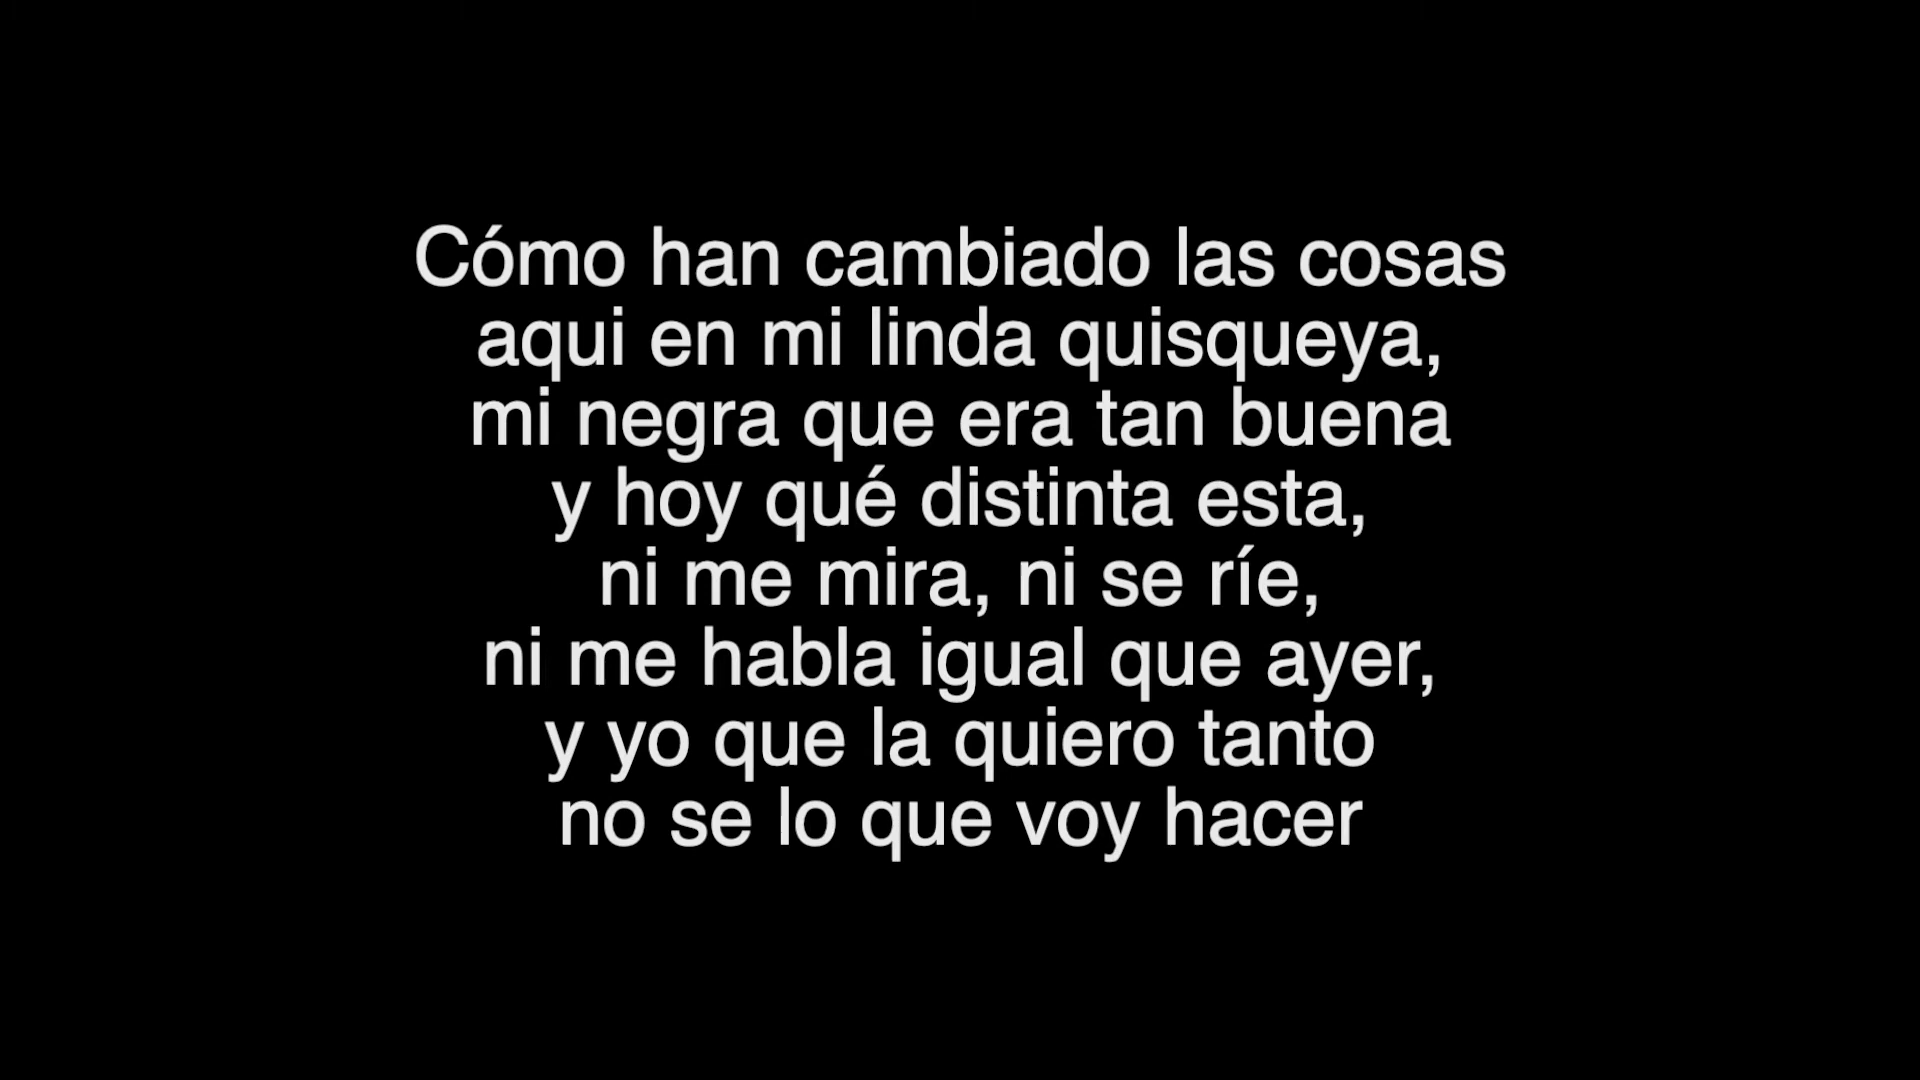 Cómo han cambiado las cosas
aqui en mi linda quisqueya,
mi negra que era tan buena
y hoy qué distinta esta,
ni me mira, ni se ríe,
ni me habla igual que ayer,
y yo que la quiero tanto
no se lo que voy hacer